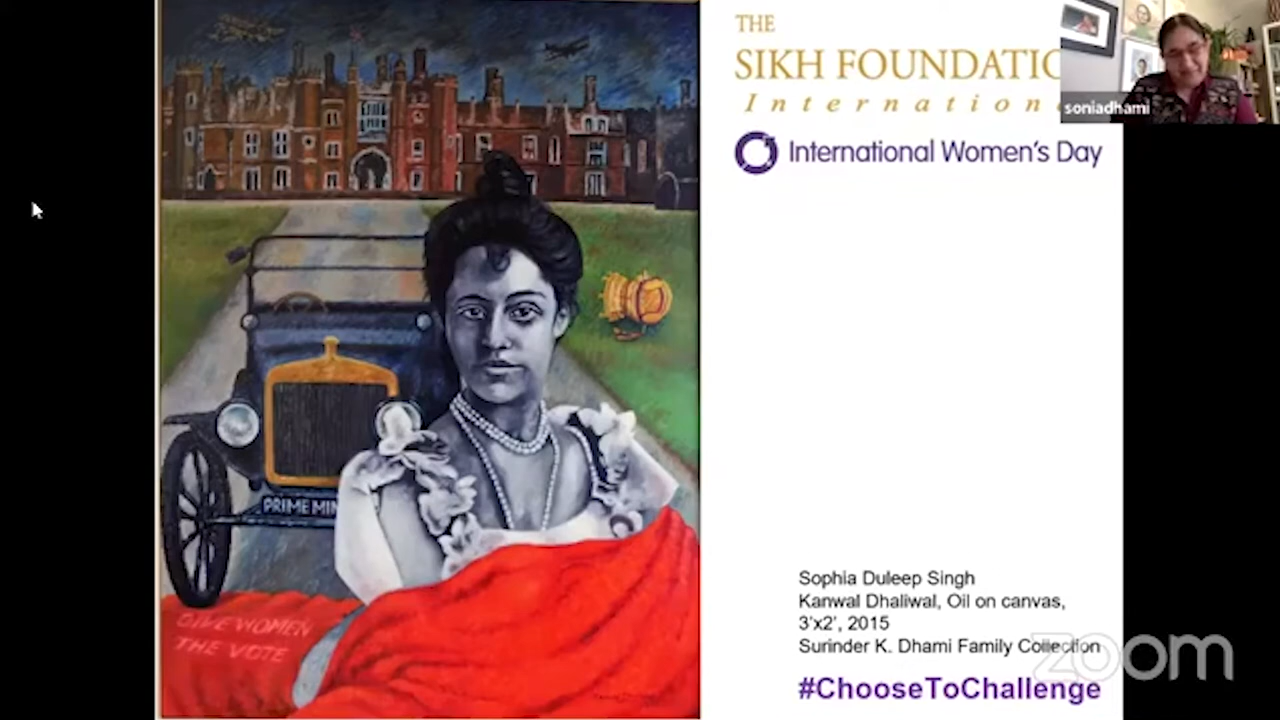 THE
SIKH FOUNDATIO
Internation
soniadhami
International Women's Day
PRIME MIN
GIVE WOMEN
THE VOTE
Sophia Duleep Singh
Kanwal Dhaliwal, Oil on canvas,
3'x2', 2015
Surinder K. Dhami Family Collection
zoom
#ChooseToChallenge